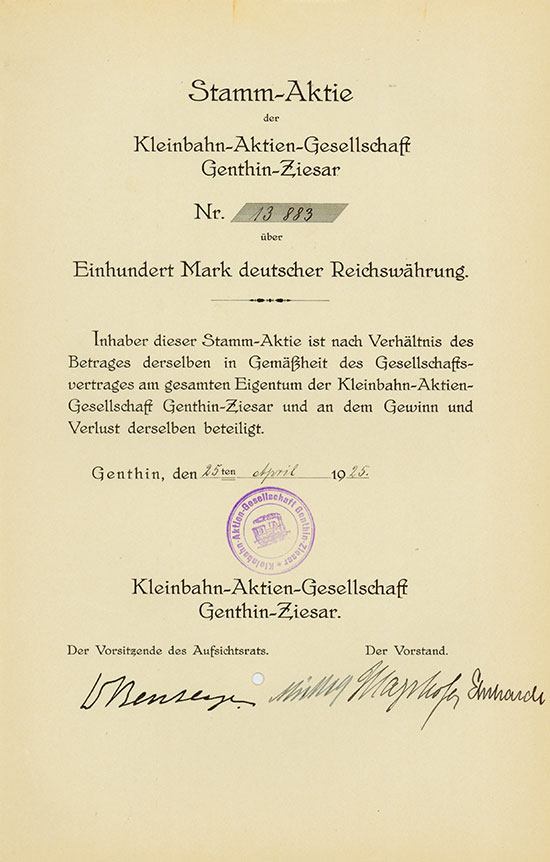 Stamm-Aktie
der
Kleinbahn-Aktien-Gesellschaft
Genthin-Ziesar
Nr. 13 883
über
Einhundert Mark deutscher Reichswährung.
Inhaber dieser Stamm-Aktie ist nach Verhältnis des
Betrages derselben in Gemäßheit des Gesellschafts-
vertrages am gesamten Eigentum der Kleinbahn-Aktien-
Gesellschaft Genthin-Ziesar und an dem Gewinn und
Verlust derselben beteiligt.
Genthin, den 25ten April 1925.
Kleinbahn-Aktien-Gesellschaft Genthin-Ziesar
Kleinbahn-Aktien-Gesellschaft
Genthin-Ziesar.
Der Vorsitzende des Aufsichtsrats. Der Vorstand.